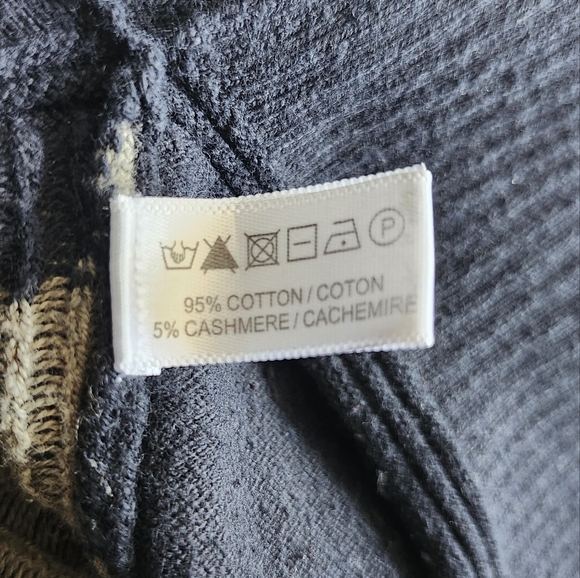 P
95% COTTON / COTON
5% CASHMERE / CACHEMIRE